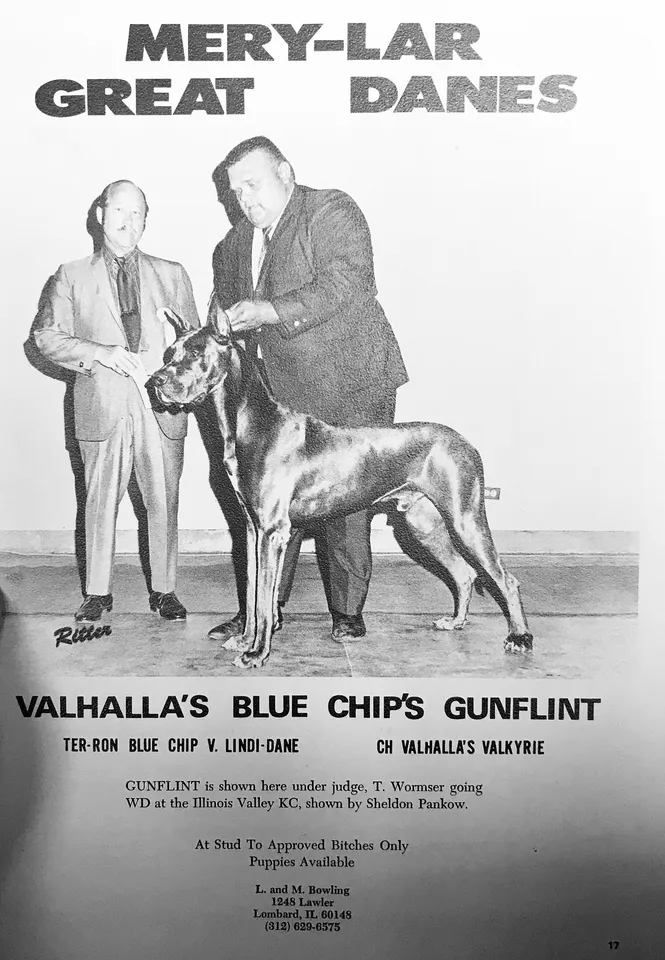 MERY-LAR
GREAT DANES
Ritter
VALHALLA'S BLUE CHIP'S GUNFLINT
TER-RON BLUE CHIP V. LINDI-DANE CH VALHALLA'S VALKYRIE
GUNFLINT is shown here under judge, T. Wormser going
WD at the Illinois Valley KC, shown by Sheldon Pankow.
At Stud To Approved Bitches Only
Puppies Available
L. and M. Bowling
1248 Lawler
Lombard, IL 60148
(312) 629-6575
17